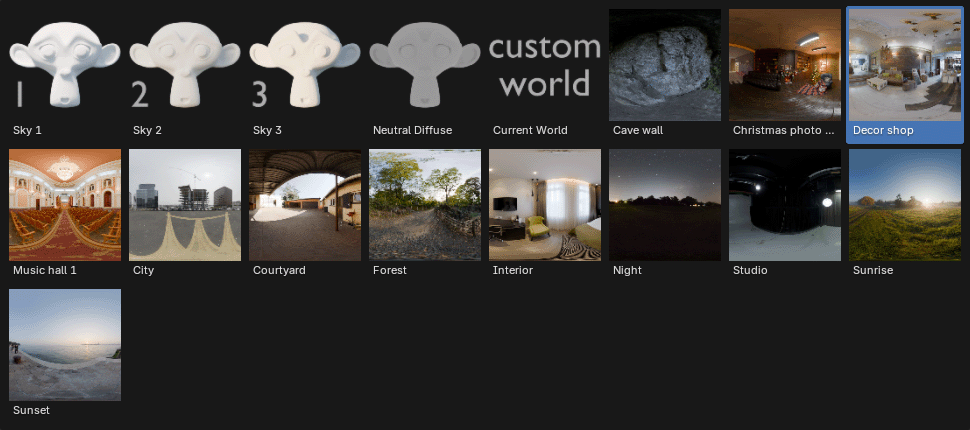 1
2
3
custom
world
Sky 1
Sky 2
Sky 3
Neutral Diffuse
Current World
Cave wall
Christmas photo ...
Decor shop
Music hall 1
City
Courtyard
Forest
Interior
Night
Studio
Sunrise
Sunset